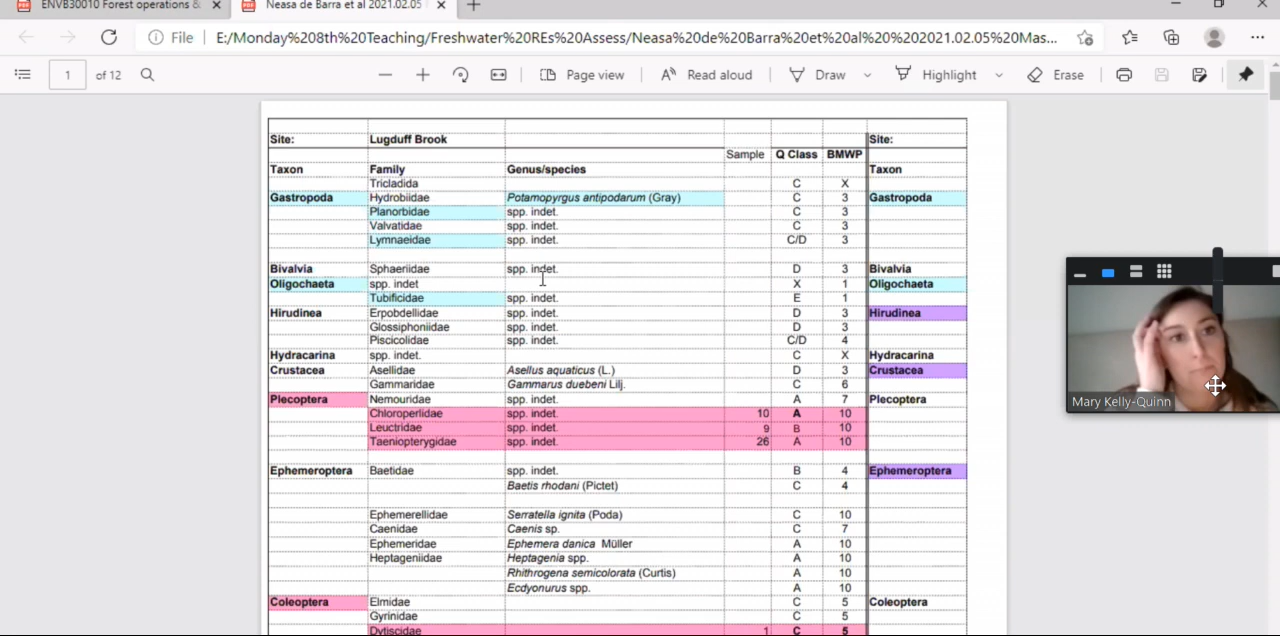 ENVB30010 Forest operations &
Neasa de Barra et al 2021.02.05
File E:/Monday%208th%20Teaching/Freshwater%20REs%20Assess/Neasa%20de%20Barra%20et%20al%20%202021.02.05%20Mas...
1 of 12 Page view Read aloud Draw Highlight Erase
Site: Lugduff Brook Site:
Sample Q Class BMWP
Taxon Family Genus/species Taxon
Tricladida C X
Gastropoda Hydrobiidae Potamopyrgus antipodarum (Gray) C 3 Gastropoda
Planorbidae spp. indet. C 3
Valvatidae spp. indet. C 3
Lymnaeidae spp. indet. C/D 3
Bivalvia Sphaeriidae spp. indet. D 3 Bivalvia
Oligochaeta spp. indet X 1 Oligochaeta
Tubificidae spp. indet. E 1
Hirudinea Erpobdellidae spp. indet. D 3 Hirudinea
Glossiphoniidae spp. indet. D 3
Piscicolidae spp. indet. C/D 4
Hydracarina spp. indet. C X Hydracarina
Crustacea Asellidae Asellus aquaticus (L.) D 3 Crustacea
Gammaridae Gammarus duebeni Lilj. C 6
Plecoptera Nemouridae spp. indet. A 7 Plecoptera
Chloroperlidae spp. indet. 10 A 10
Leuctridae spp. indet. 9 B 10
Taeniopterygidae spp. indet. 26 A 10
Ephemeroptera Baetidae spp. indet. B 4 Ephemeroptera
Baetis rhodani (Pictet) C 4
Ephemerellidae Serratella ignita (Poda) C 10
Caenidae Caenis sp. C 7
Ephemeridae Ephemera danica Müller A 10
Heptageniidae Heptagenia spp. A 10
Rhithrogena semicolorata (Curtis) A 10
Ecdyonurus spp. A 10
Coleoptera Elmidae C 5 Coleoptera
Gyrinidae C 5
Dytiscidae 1 C 5
Mary Kelly-Quinn